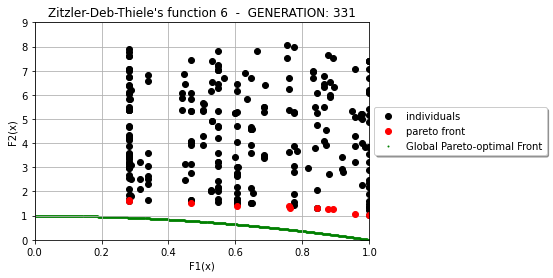 Zitzler-Deb-Thiele's function 6 - GENERATION: 331
9
8
7
6
5
4
3
2
1
0
F2(x)
0.0 0.2 0.4 0.6 0.8 1.0
F1(x)
individuals
pareto front
Global Pareto-optimal Front